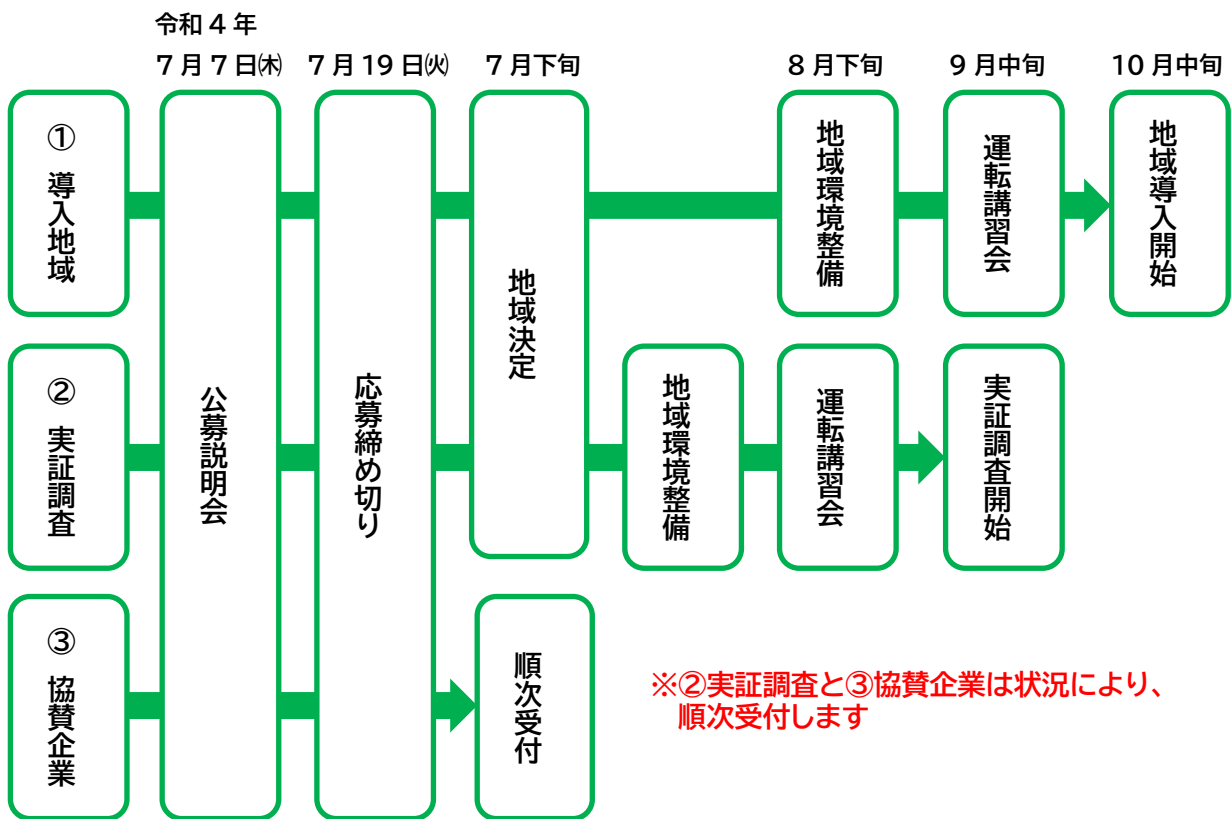 令和4年
7月7日㈭
7月19日㈫
7月下旬
8月下旬
9月中旬
10月中旬
①　導入地域
②　実証調査
③　協賛企業
公募説明会
応募締め切り
地域決定
地域環境整備
運転講習会
地域導入開始
地域環境整備
運転講習会
実証調査開始
順次受付
※②実証調査と③協賛企業は状況により、
順次受付します